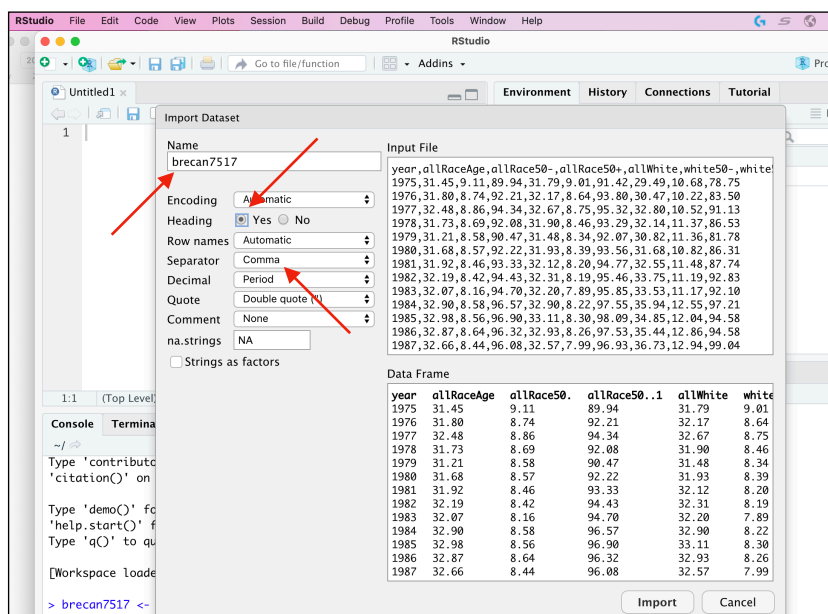 RStudio File Edit Code View Plots Session Build Debug Profile Tools Window Help
RStudio
Go to file/function Addins
Untitled1 Environment History Connections Tutorial
1
Import Dataset
Name
brecan7517
Encoding Automatic
Heading Yes No
Row names Automatic
Separator Comma
Decimal Period
Quote Double quote (")
Comment None
na.strings NA
Strings as factors
Input File
year,allRaceAge,allRace50-,allRace50+,allWhite,white50-,white
1975,31.45,9.11,89.94,31.79,9.01,91.42,29.49,10.68,78.75
1976,31.80,8.74,92.21,32.17,8.64,93.80,30.47,10.22,83.50
1977,32.48,8.86,94.34,32.67,8.75,95.32,32.80,10.52,91.13
1978,31.73,8.69,92.08,31.90,8.46,93.29,32.14,11.37,86.53
1979,31.21,8.58,90.47,31.48,8.34,92.07,30.82,11.36,81.78
1980,31.68,8.57,92.22,31.93,8.39,93.56,31.68,10.82,86.31
1981,31.92,8.46,93.33,32.12,8.20,94.77,32.55,11.48,87.74
1982,32.19,8.42,94.43,32.31,8.19,95.46,33.75,11.19,92.83
1983,32.07,8.16,94.70,32.20,7.89,95.85,33.53,11.17,92.10
1984,32.90,8.58,96.57,32.90,8.22,97.55,35.94,12.55,97.21
1985,32.98,8.56,96.90,33.11,8.30,98.09,34.85,12.04,94.58
1986,32.87,8.64,96.32,32.93,8.26,97.53,35.44,12.86,94.58
1987,32.66,8.44,96.08,32.57,7.99,96.93,36.73,12.94,99.04
Data Frame
year allRaceAge allRace50. allRace50..1 allWhite white
1975 31.45 9.11 89.94 31.79 9.01
1976 31.80 8.74 92.21 32.17 8.64
1977 32.48 8.86 94.34 32.67 8.75
1978 31.73 8.69 92.08 31.90 8.46
1979 31.21 8.58 90.47 31.48 8.34
1980 31.68 8.57 92.22 31.93 8.39
1981 31.92 8.46 93.33 32.12 8.20
1982 32.19 8.42 94.43 32.31 8.19
1983 32.07 8.16 94.70 32.20 7.89
1984 32.90 8.58 96.57 32.90 8.22
1985 32.98 8.56 96.90 33.11 8.30
1986 32.87 8.64 96.32 32.93 8.26
1987 32.66 8.44 96.08 32.57 7.99
Import Cancel
1:1 (Top Level)
Console Termina
~/
Type 'contributo
'citation()' on
Type 'demo()' fo
'help.start()' f
Type 'q()' to qu
[Workspace loade
> brecan7517 <-